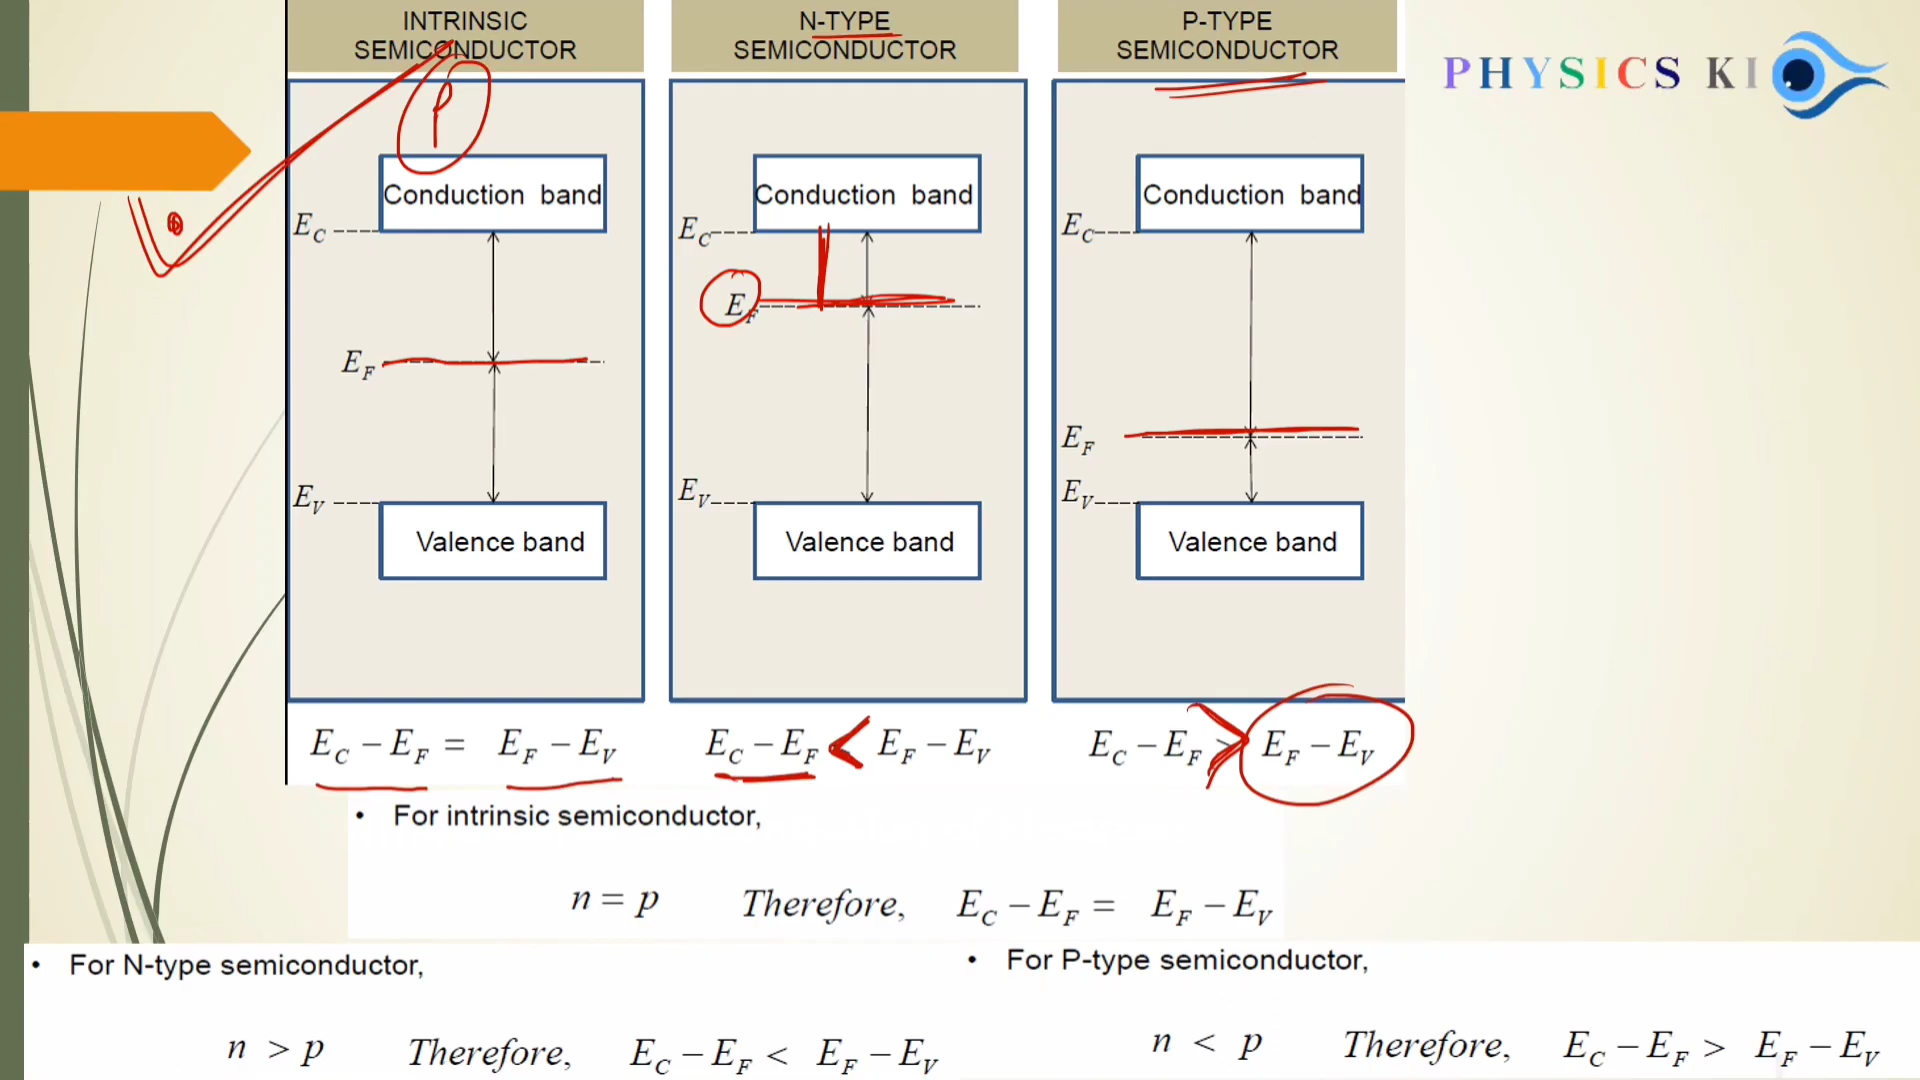 INTRINSIC
SEMICONDUCTOR
N-TYPE
SEMICONDUCTOR
P-TYPE
SEMICONDUCTOR
PHYSICS KI
P
Conduction band
E_C
E_F
E_V
Valence band
Conduction band
E_C
E_F
E_V
Valence band
Conduction band
E_C
E_F
E_V
Valence band
E_C − E_F = E_F − E_V
E_C − E_F < E_F − E_V
E_C − E_F > E_F − E_V
• For intrinsic semiconductor,
n = p Therefore, E_C − E_F = E_F − E_V
• For N-type semiconductor,
n > p Therefore, E_C − E_F < E_F − E_V
• For P-type semiconductor,
n < p Therefore, E_C − E_F > E_F − E_V